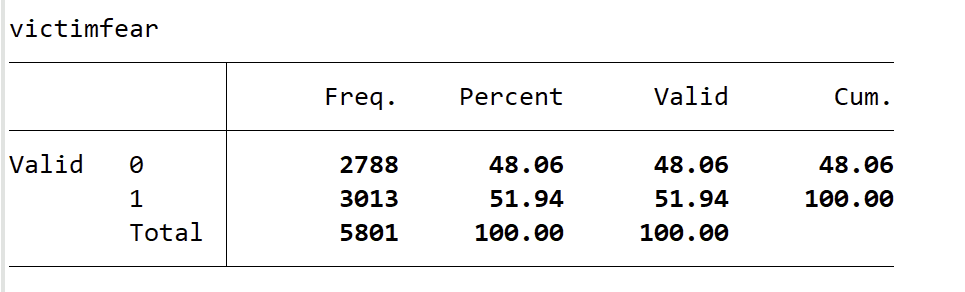 victimfear
Freq. Percent Valid Cum.
Valid 0 2788 48.06 48.06 48.06
1 3013 51.94 51.94 100.00
Total 5801 100.00 100.00